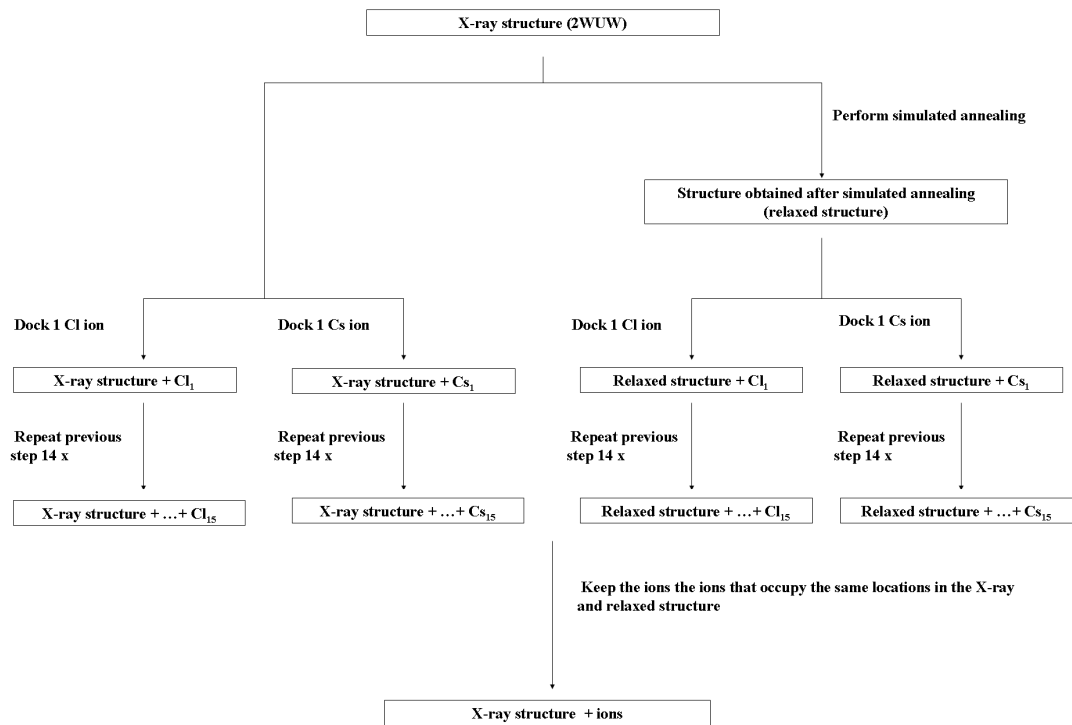 X-ray structure (2WUW)
Perform simulated annealing
Structure obtained after simulated annealing
(relaxed structure)
Dock 1 Cl ion
Dock 1 Cs ion
Dock 1 Cl ion
Dock 1 Cs ion
X-ray structure + Cl₁
X-ray structure + Cs₁
Relaxed structure + Cl₁
Relaxed structure + Cs₁
Repeat previous
step 14 x
Repeat previous
step 14 x
Repeat previous
step 14 x
Repeat previous
step 14 x
X-ray structure + …+ Cl₁₅
X-ray structure + …+ Cs₁₅
Relaxed structure + …+ Cl₁₅
Relaxed structure + …+ Cs₁₅
Keep the ions the ions that occupy the same locations in the X-ray
and relaxed structure
X-ray structure + ions